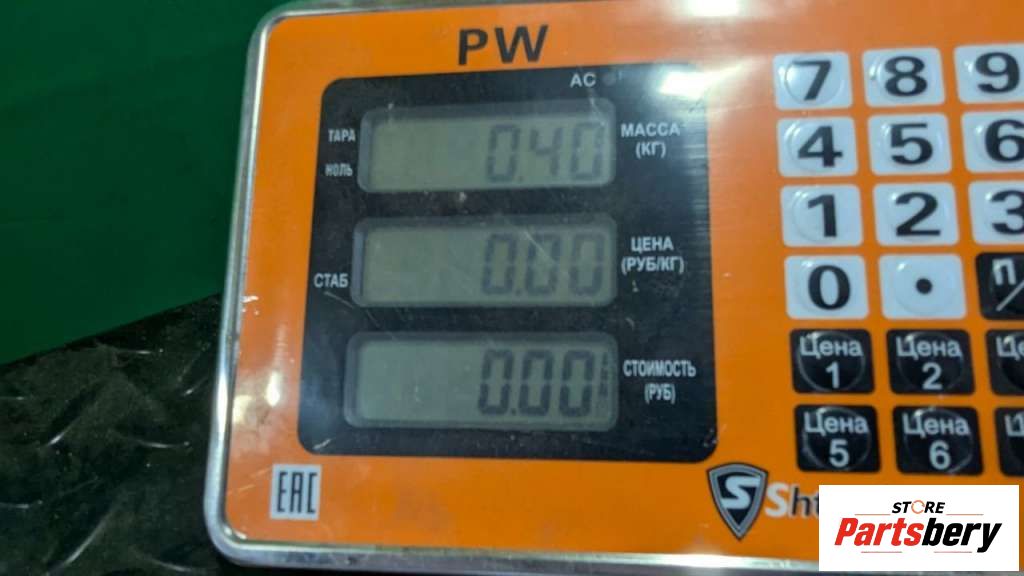 PW
AC
ТАРА
НОЛЬ
0.40
МАССА
(КГ)
СТАБ
0.00
ЦЕНА
(РУБ/КГ)
0.00
СТОИМОСТЬ
(РУБ)
7 8 9
4 5 6
1 2 3
0 .
Цена 1
Цена 2
Цена 5
Цена 6
EAC
STORE
Partsbery